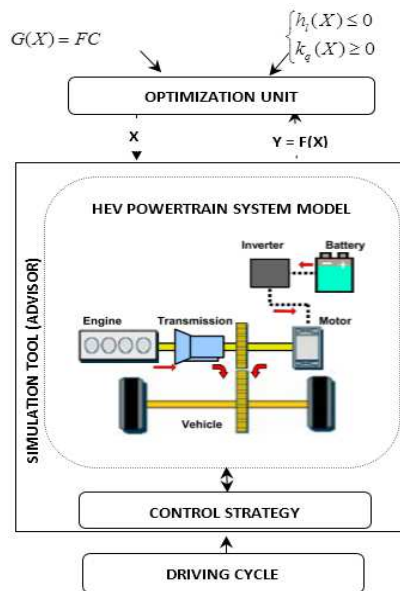 G(X) = FC
h_l(X) ≤ 0
k_q(X) ≥ 0
OPTIMIZATION UNIT
X
Y = F(X)
SIMULATION TOOL (ADVISOR)
HEV POWERTRAIN SYSTEM MODEL
Inverter
Battery
Engine
Transmission
Motor
Vehicle
CONTROL STRATEGY
DRIVING CYCLE